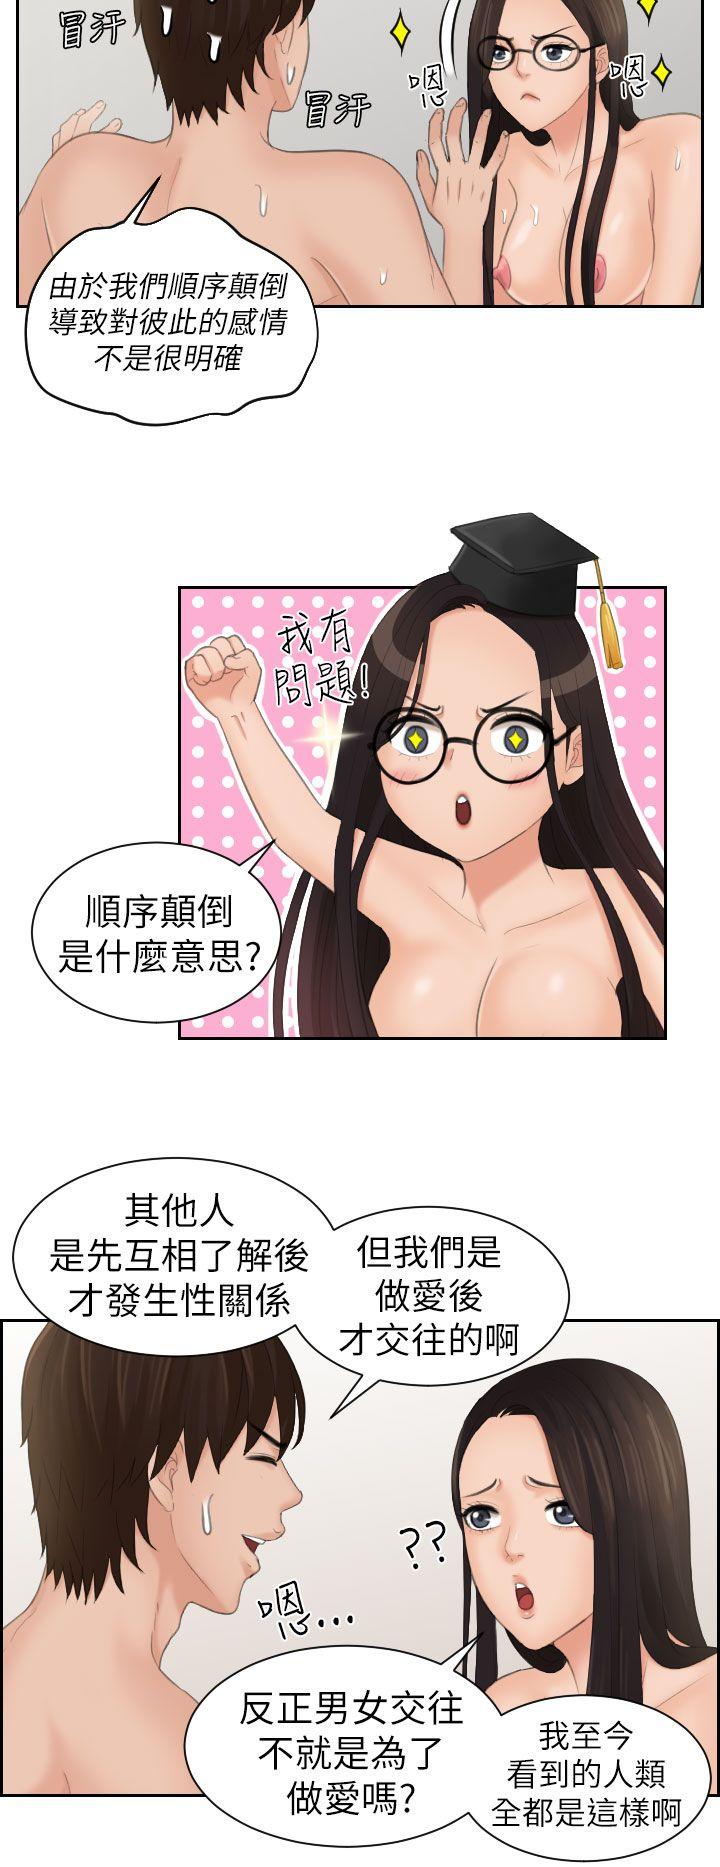 冒汗
冒汗
嗯
嗯
由於我們順序顛倒
導致對彼此的感情
不是很明確
我有
問題!
順序顛倒
是什麼意思?
其他人
是先互相了解後
才發生性關係
但我們是
做愛後
才交往的啊
??
嗯...
反正男女交往
不就是為了
做愛嗎?
我至今
看到的人類
全都是這樣啊